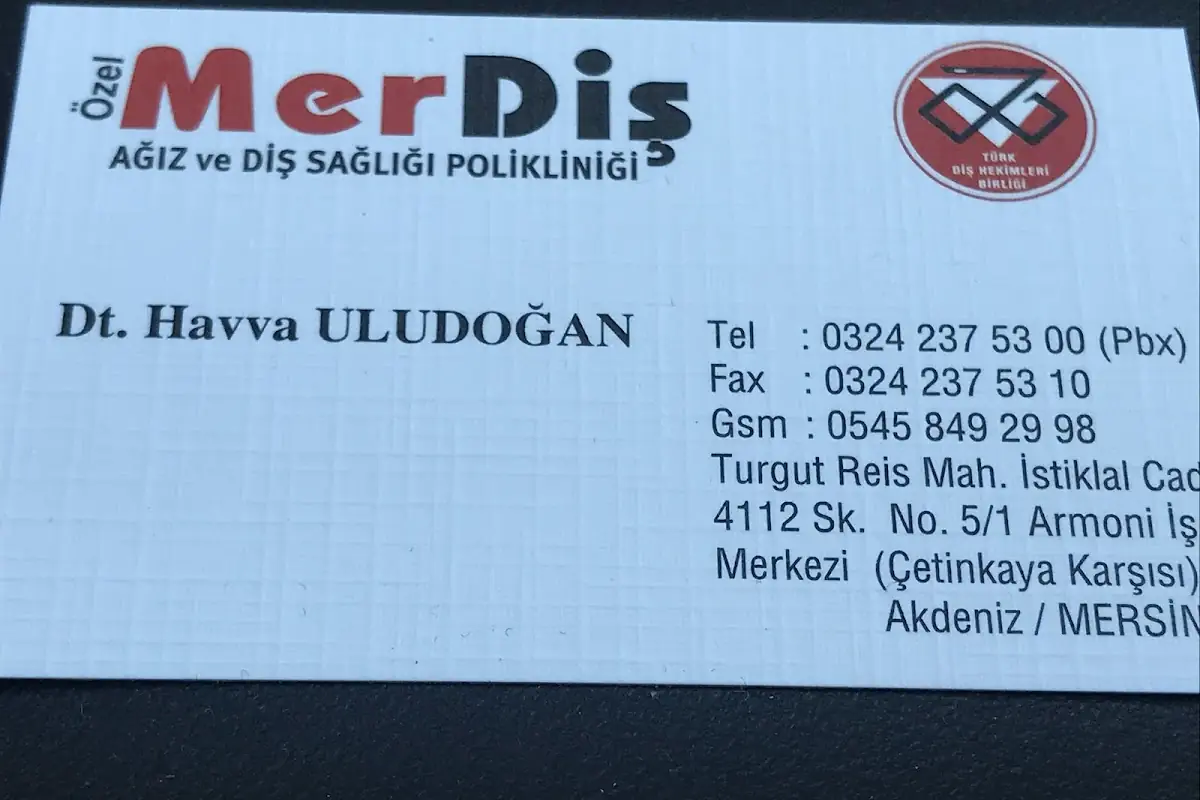 Özel MerDiş
AĞIZ ve DİŞ SAĞLIĞI POLİKLİNİĞİ
TÜRK
DİŞ HEKİMLERİ
BİRLİĞİ
Dt. Havva ULUDOĞAN
Tel : 0324 237 53 00 (Pbx)
Fax : 0324 237 53 10
Gsm : 0545 849 29 98
Turgut Reis Mah. İstiklal Cad
4112 Sk. No. 5/1 Armoni İş
Merkezi (Çetinkaya Karşısı)
Akdeniz / MERSİN